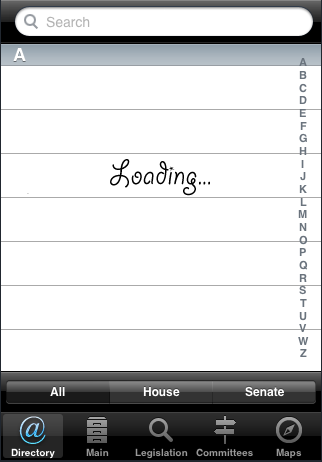 Search
A
A
B
C
D
E
F
G
H
I
J
K
L
M
N
O
P
Q
R
S
T
U
V
W
Z
Loading...
All House Senate
@
Directory Main Legislation Committees Maps